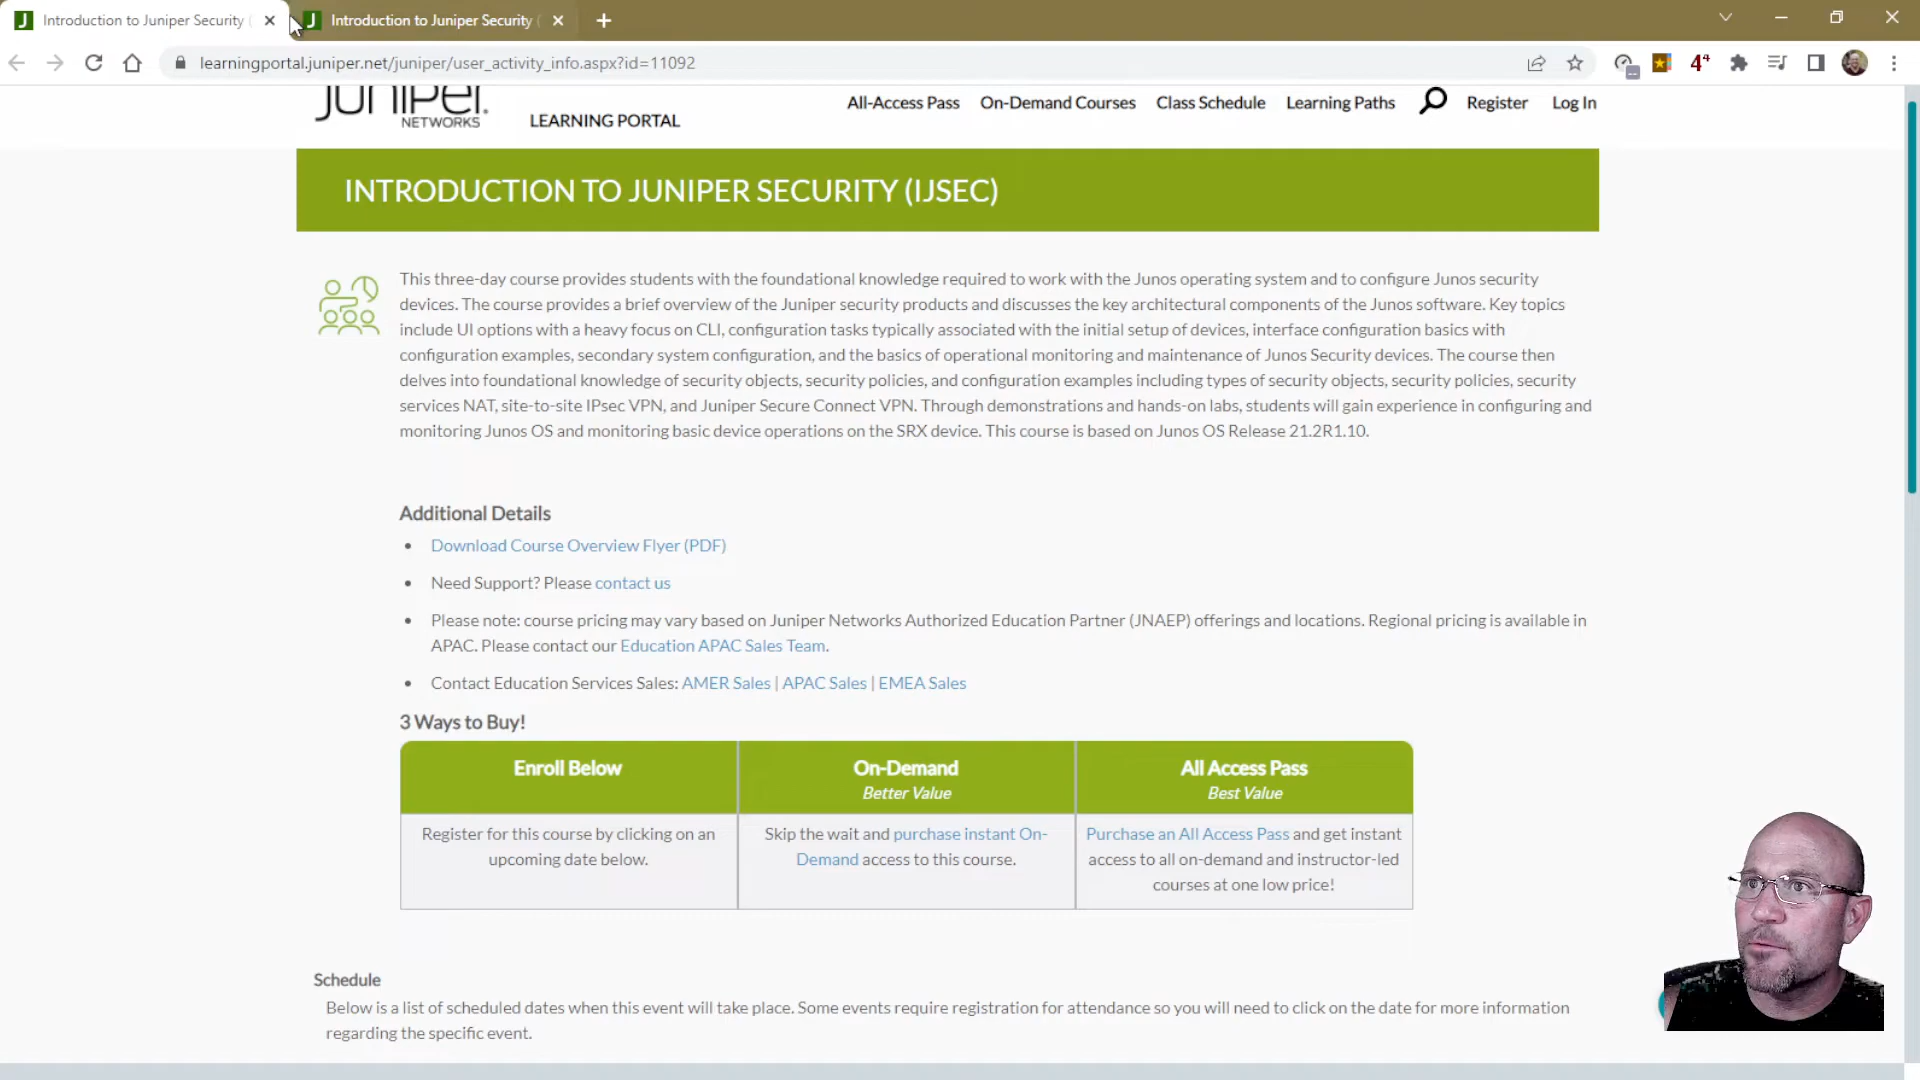 Introduction to Juniper Security (
Introduction to Juniper Security (
learningportal.juniper.net/juniper/user_activity_info.aspx?id=11092
4⁴
Juniper
NETWORKS
LEARNING PORTAL
All-Access Pass
On-Demand Courses
Class Schedule
Learning Paths
Register
Log In
INTRODUCTION TO JUNIPER SECURITY (IJSEC)
This three-day course provides students with the foundational knowledge required to work with the Junos operating system and to configure Junos security
devices. The course provides a brief overview of the Juniper security products and discusses the key architectural components of the Junos software. Key topics
include UI options with a heavy focus on CLI, configuration tasks typically associated with the initial setup of devices, interface configuration basics with
configuration examples, secondary system configuration, and the basics of operational monitoring and maintenance of Junos Security devices. The course then
delves into foundational knowledge of security objects, security policies, and configuration examples including types of security objects, security policies, security
services NAT, site-to-site IPsec VPN, and Juniper Secure Connect VPN. Through demonstrations and hands-on labs, students will gain experience in configuring and
monitoring Junos OS and monitoring basic device operations on the SRX device. This course is based on Junos OS Release 21.2R1.10.
Additional Details
• Download Course Overview Flyer (PDF)
• Need Support? Please contact us
• Please note: course pricing may vary based on Juniper Networks Authorized Education Partner (JNAEP) offerings and locations. Regional pricing is available in
APAC. Please contact our Education APAC Sales Team.
• Contact Education Services Sales: AMER Sales | APAC Sales | EMEA Sales
3 Ways to Buy!
Enroll Below
Register for this course by clicking on an
upcoming date below.
On-Demand
Better Value
Skip the wait and purchase instant On-
Demand access to this course.
All Access Pass
Best Value
Purchase an All Access Pass and get instant
access to all on-demand and instructor-led
courses at one low price!
Schedule
Below is a list of scheduled dates when this event will take place. Some events require registration for attendance so you will need to click on the date for more information
regarding the specific event.